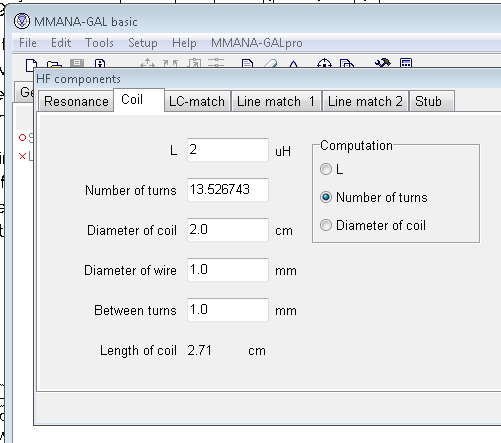 MMANA-GAL basic
File Edit Tools Setup Help MMANA-GALpro
HF components
Resonance Coil LC-match Line match 1 Line match 2 Stub
L 2 uH
Computation
L
Number of turns 13.526743
Number of turns
Diameter of coil 2.0 cm
Diameter of coil
Diameter of wire 1.0 mm
Between turns 1.0 mm
Length of coil 2.71 cm